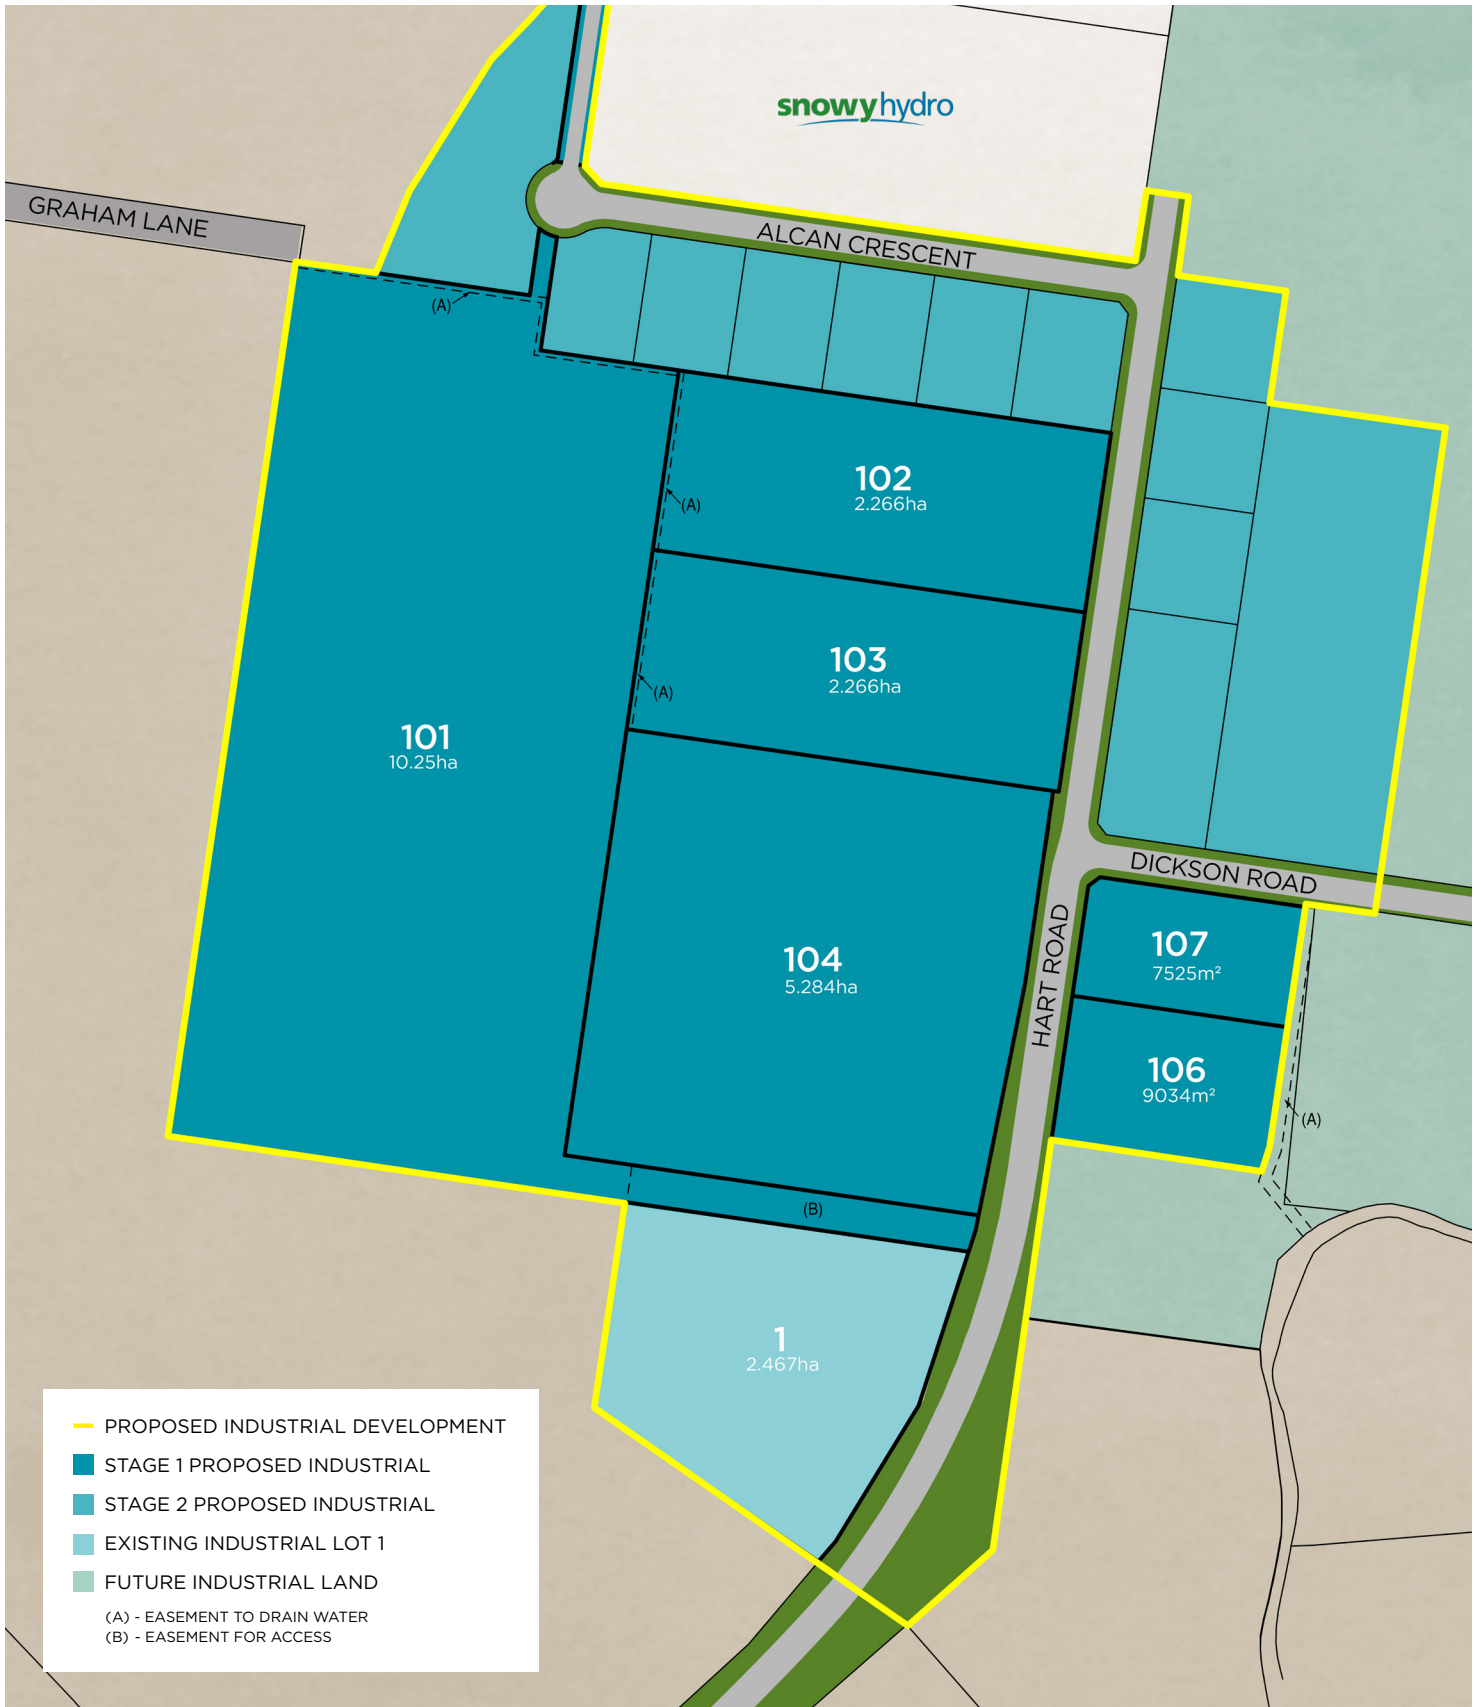 snowyhydro
GRAHAM LANE
ALCAN CRESCENT
(A)
102
2.266ha
(A)
103
2.266ha
(A)
101
10.25ha
DICKSON ROAD
HART ROAD
107
7525m²
104
5.284ha
106
9034m²
(A)
(B)
1
2.467ha
PROPOSED INDUSTRIAL DEVELOPMENT
STAGE 1 PROPOSED INDUSTRIAL
STAGE 2 PROPOSED INDUSTRIAL
EXISTING INDUSTRIAL LOT 1
FUTURE INDUSTRIAL LAND
(A) - EASEMENT TO DRAIN WATER
(B) - EASEMENT FOR ACCESS